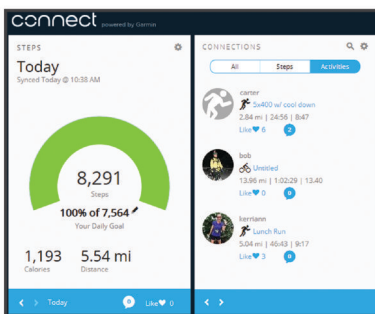 connect powered by Garmin
STEPS
Today
Synced Today @ 10:38 AM
8,291
Steps
100% of 7,564
Your Daily Goal
1,193
Calories
5.54 mi
Distance
Today
0
Like 0
CONNECTIONS
All
Steps
Activities
carter
5x400 w/ cool down
2.84 mi | 24:56 | 8:47
Like 6
2
bob
Untitled
13.96 mi | 1:02:29 | 13.40
Like 0
0
kerriann
Lunch Run
5.04 mi | 46:43 | 9:17
Like 3
0